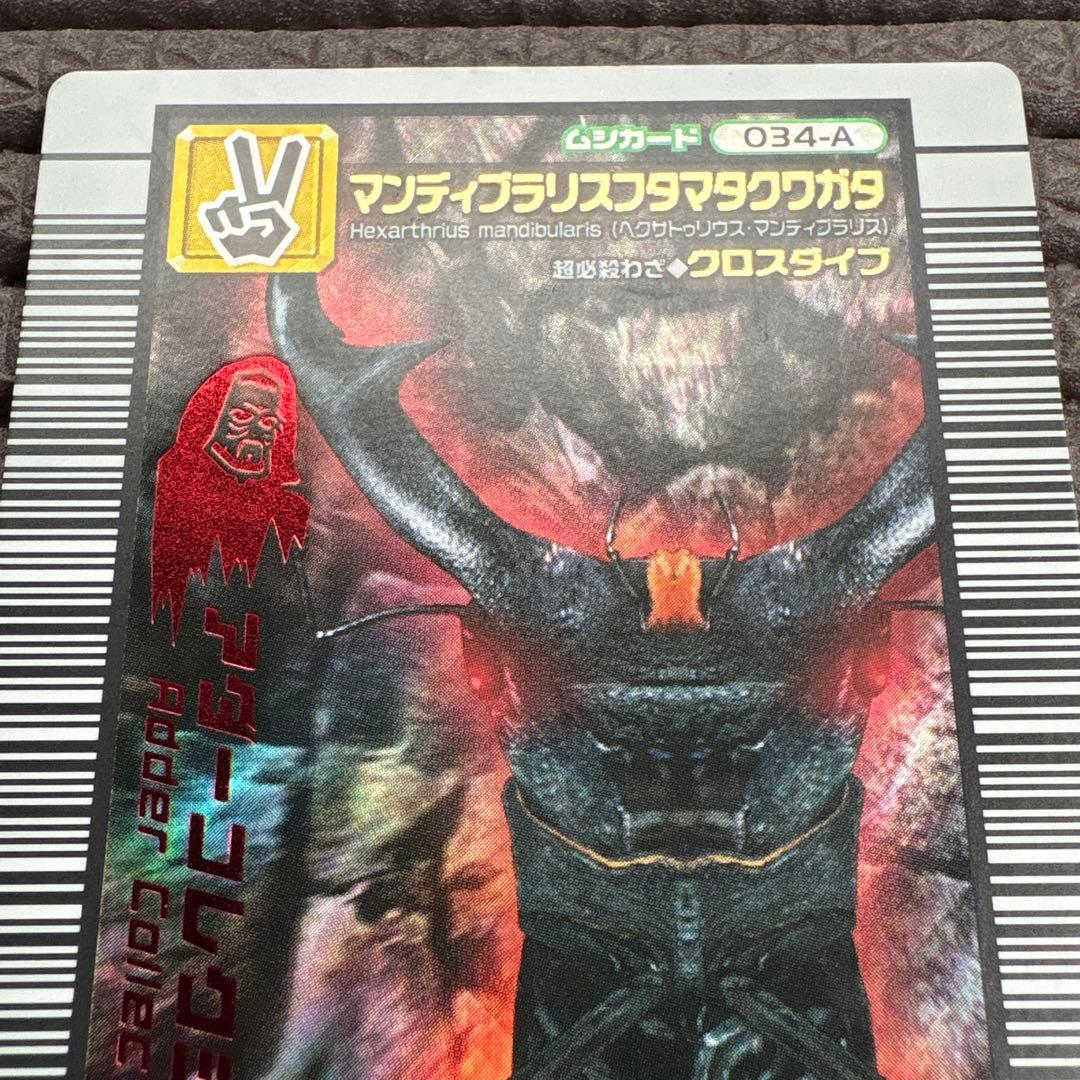 ムシカード 034-A
マンディブラリスフタマタクワガタ
Hexarthrius mandibularis (ヘクサトゥリウス・マンディブラリス)
超必殺わざ◆クロスダイブ
アダーコレク
Adder Collec